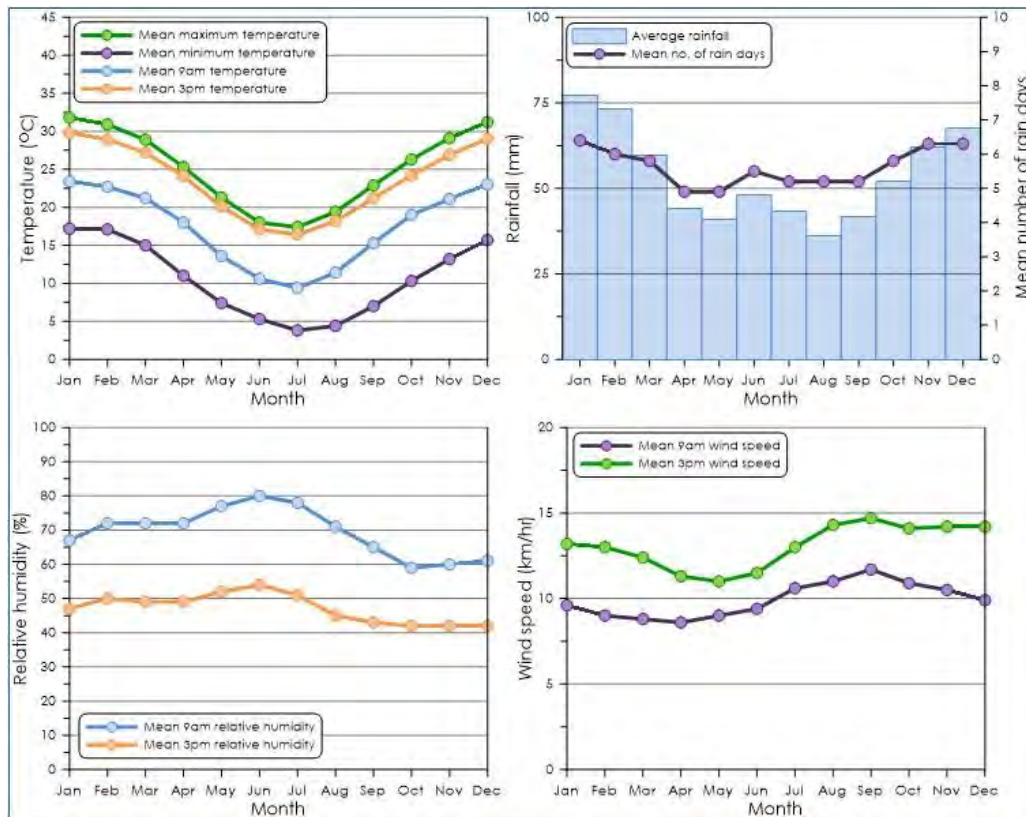 45
40
35
30
25
20
15
10
5
0
Temperature (°C)
Mean maximum temperature
Mean minimum temperature
Mean 9am temperature
Mean 3pm temperature
Jan Feb Mar Apr May Jun Jul Aug Sep Oct Nov Dec
Month
100
75
50
25
0
Rainfall (mm)
Average rainfall
Mean no. of rain days
10
9
8
7
6
5
4
3
2
1
0
Mean number of rain days
Jan Feb Mar Apr May Jun Jul Aug Sep Oct Nov Dec
Month
100
90
80
70
60
50
40
30
20
10
0
Relative humidity (%)
Mean 9am relative humidity
Mean 3pm relative humidity
Jan Feb Mar Apr May Jun Jul Aug Sep Oct Nov Dec
Month
20
15
10
5
0
Wind speed (km/hr)
Mean 9am wind speed
Mean 3pm wind speed
Jan Feb Mar Apr May Jun Jul Aug Sep Oct Nov Dec
Month